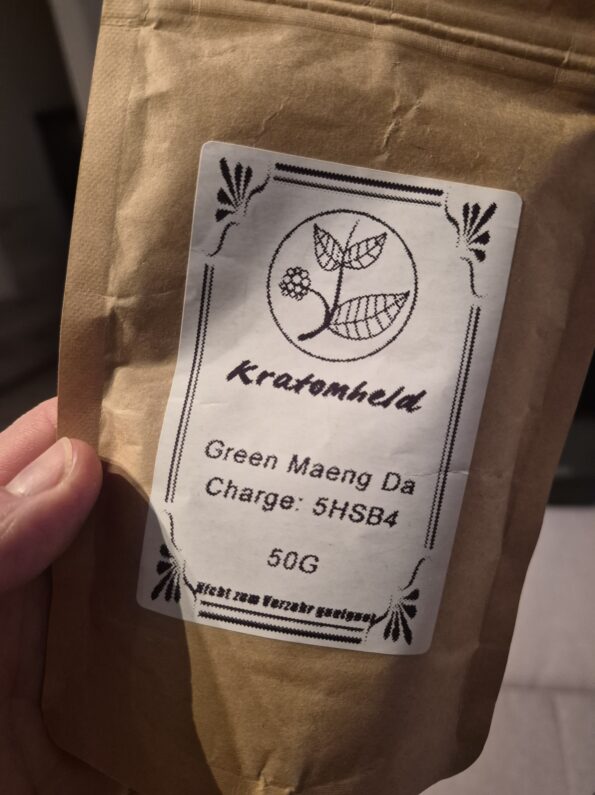 Kratomheld
Green Maeng Da
Charge: 5HSB4
50G
Nicht zum Verzehr geeignet